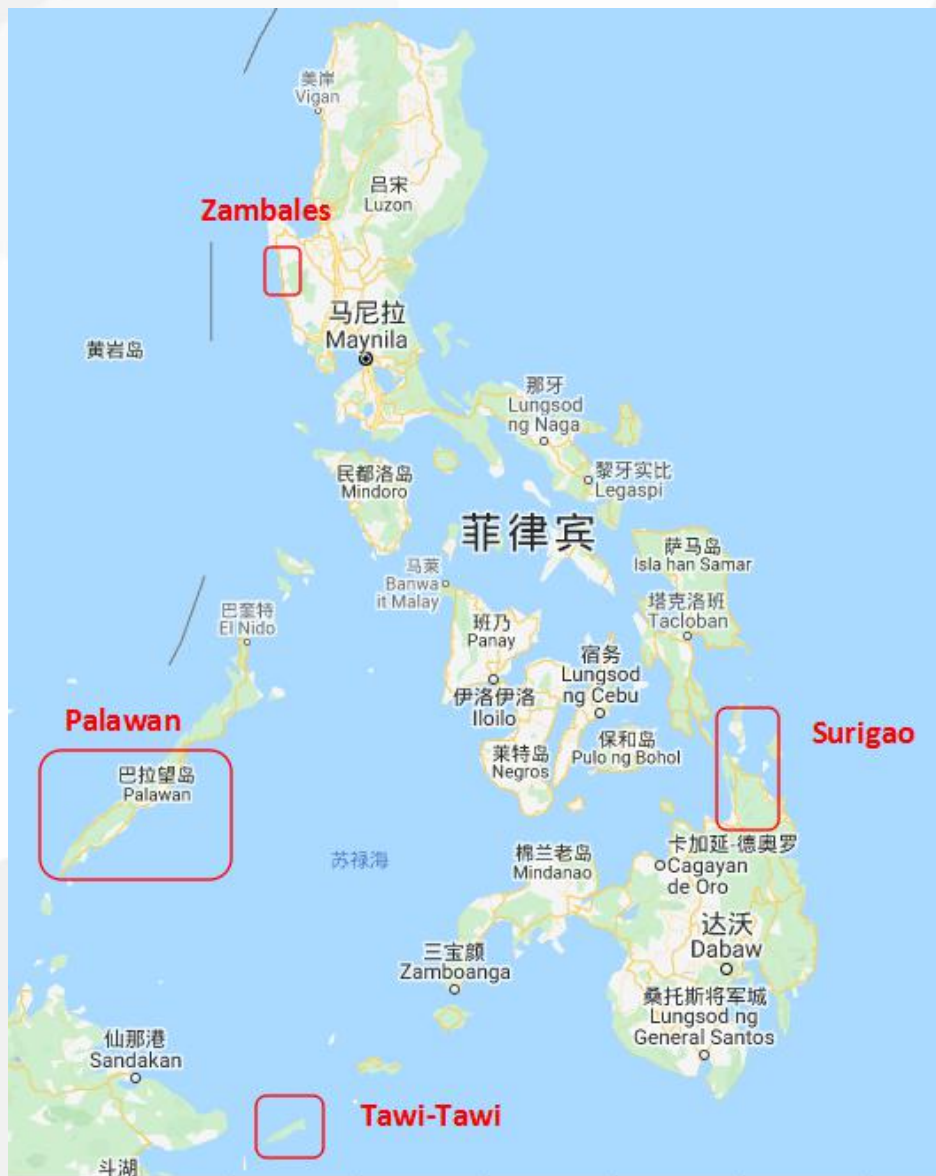 美岸
Vigan
吕宋
Luzon
Zambales
马尼拉
Maynila
黄岩岛
那牙
Lungsod
ng Naga
黎牙实比
Legaspi
民都洛岛
Mindoro
菲律宾
萨马岛
Isla han Samar
马莱
Banwa
it Malay
塔克洛班
Tacloban
巴奎特
El Nido
班乃
Panay
宿务
Lungsod
ng Cebu
伊洛伊洛
Iloilo
Palawan
Surigao
保和岛
Pulo ng Bohol
莱特岛
Negros
巴拉望岛
Palawan
苏禄海
棉兰老岛
Mindanao
卡加延-德奥罗
Cagayan
de Oro
达沃
Dabaw
三宝颜
Zamboanga
桑托斯将军城
Lungsod ng
General Santos
仙那港
Sandakan
Tawi-Tawi
斗湖